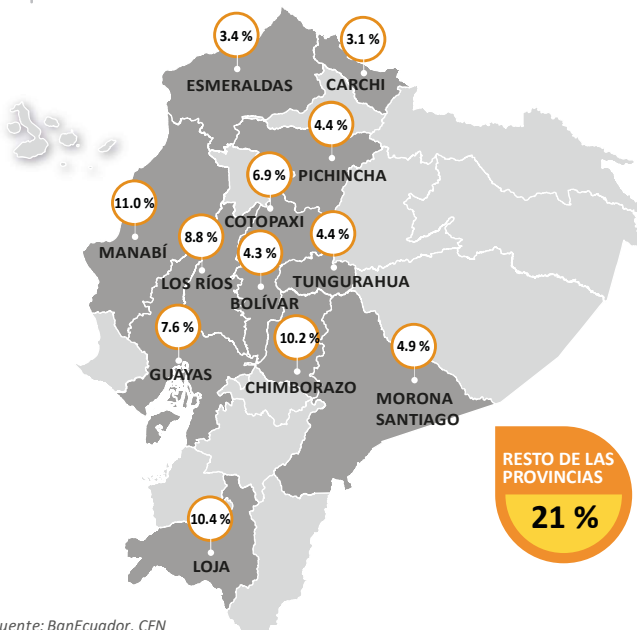 3.4 %
ESMERALDAS
3.1 %
CARCHI
4.4 %
PICHINCHA
6.9 %
COTOPAXI
11.0 %
MANABÍ
8.8 %
LOS RÍOS
4.3 %
BOLÍVAR
4.4 %
TUNGURAHUA
7.6 %
GUAYAS
10.2 %
CHIMBORAZO
4.9 %
MORONA
SANTIAGO
RESTO DE LAS
PROVINCIAS
21 %
10.4 %
LOJA
uente: BanEcuador, CFN